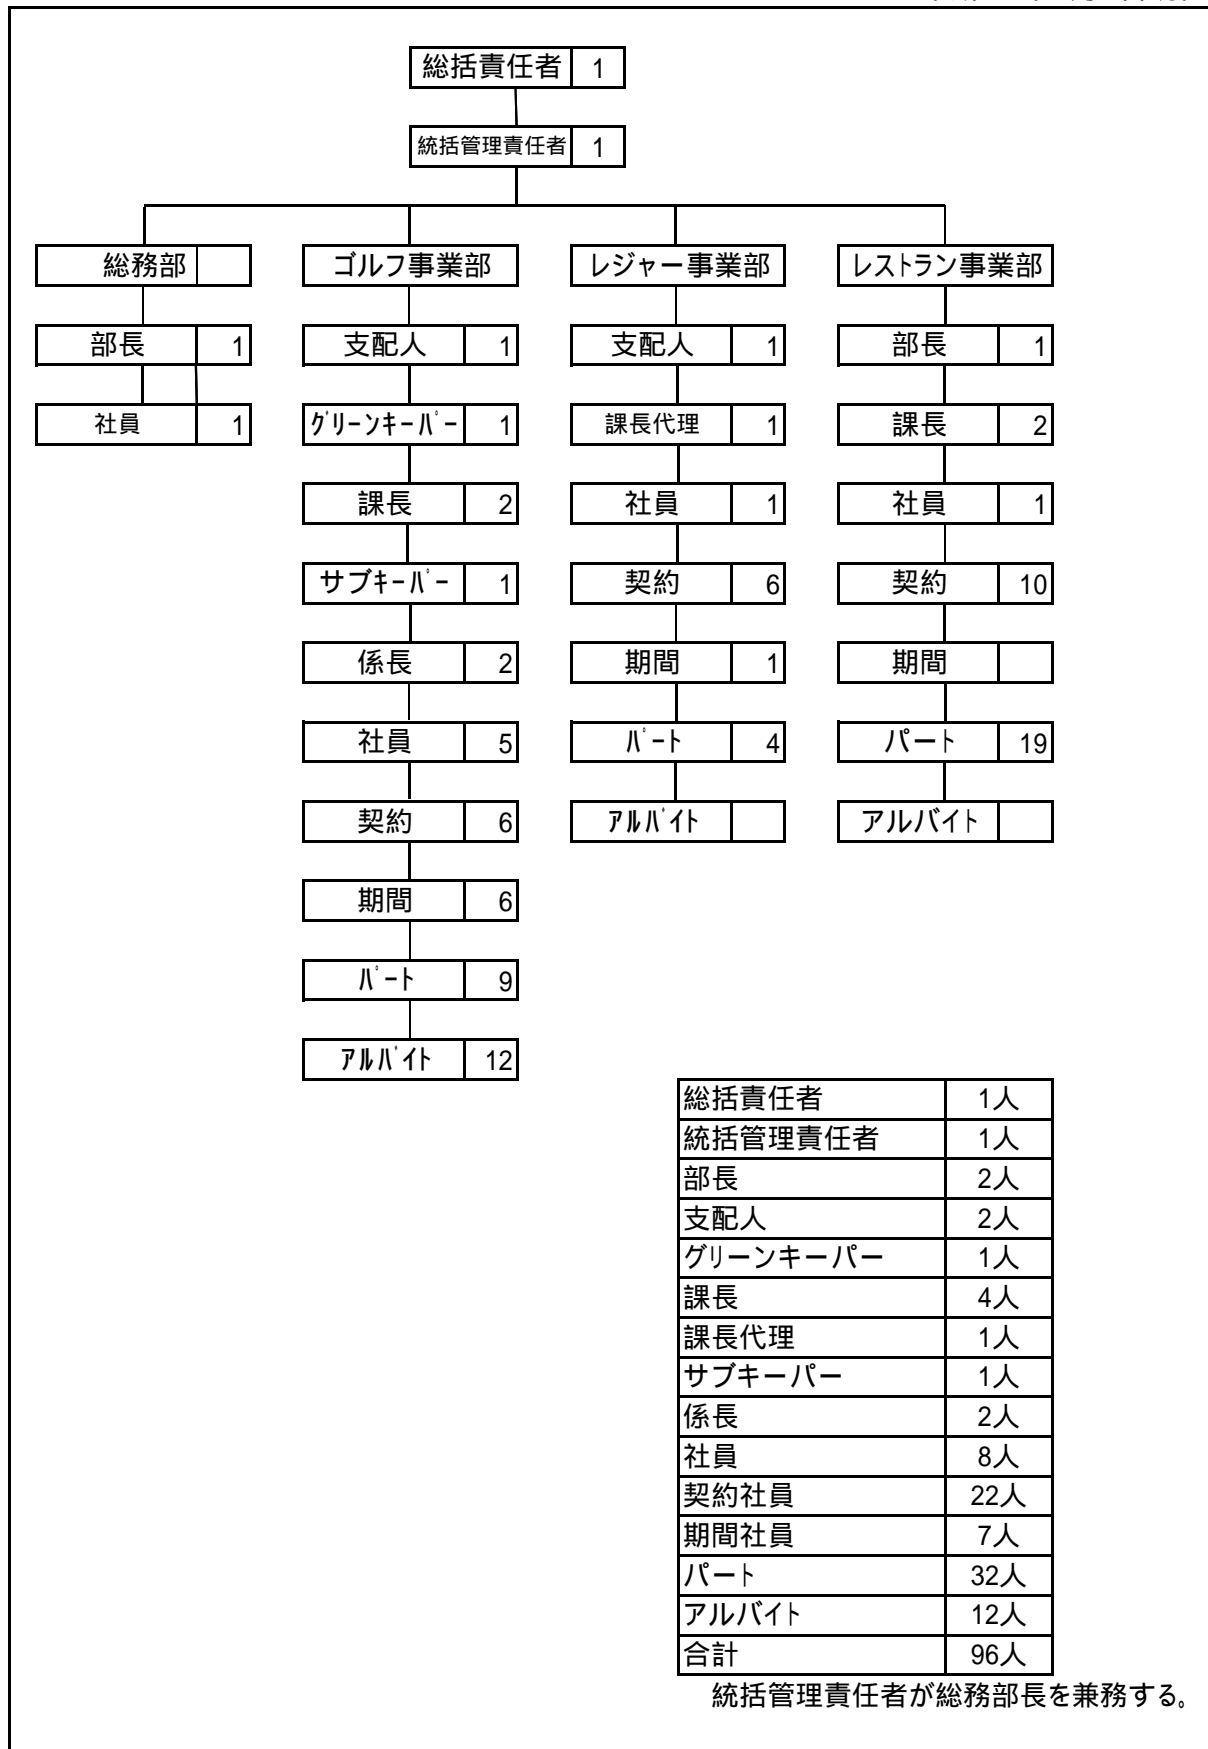 総括責任者 1
統括管理責任者 1
総務部 ゴルフ事業部 レジャー事業部 レストラン事業部
部長 1 支配人 1 支配人 1 部長 1
社員 1 グリーンキーパー 1 課長代理 1 課長 2
課長 2 社員 1 社員 1
サブキーパー 1 契約 6 契約 10
係長 2 期間 1 期間
社員 5 パート 4 パート 19
契約 6 アルバイト アルバイト
期間 6
パート 9
アルバイト 12
総括責任者 1人
統括管理責任者 1人
部長 2人
支配人 2人
グリーンキーパー 1人
課長 4人
課長代理 1人
サブキーパー 1人
係長 2人
社員 8人
契約社員 22人
期間社員 7人
パート 32人
アルバイト 12人
合計 96人
統括管理責任者が総務部長を兼務する。